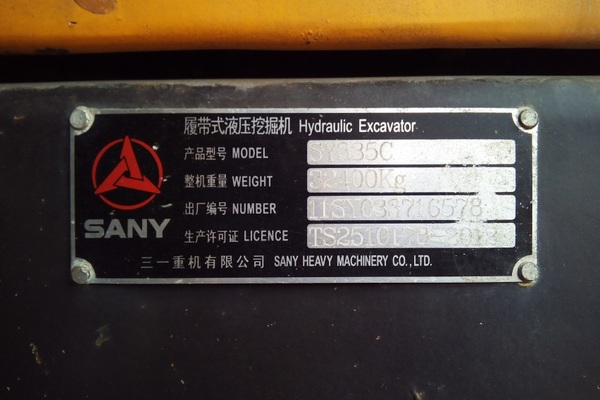 履带式液压挖掘机 Hydraulic Excavator
产品型号 MODEL SY335C
整机重量 WEIGHT 32400Kg
出厂编号 NUMBER
生产许可证 LICENCE
SANY
三一重机有限公司 SANY HEAVY MACHINERY CO.,LTD.